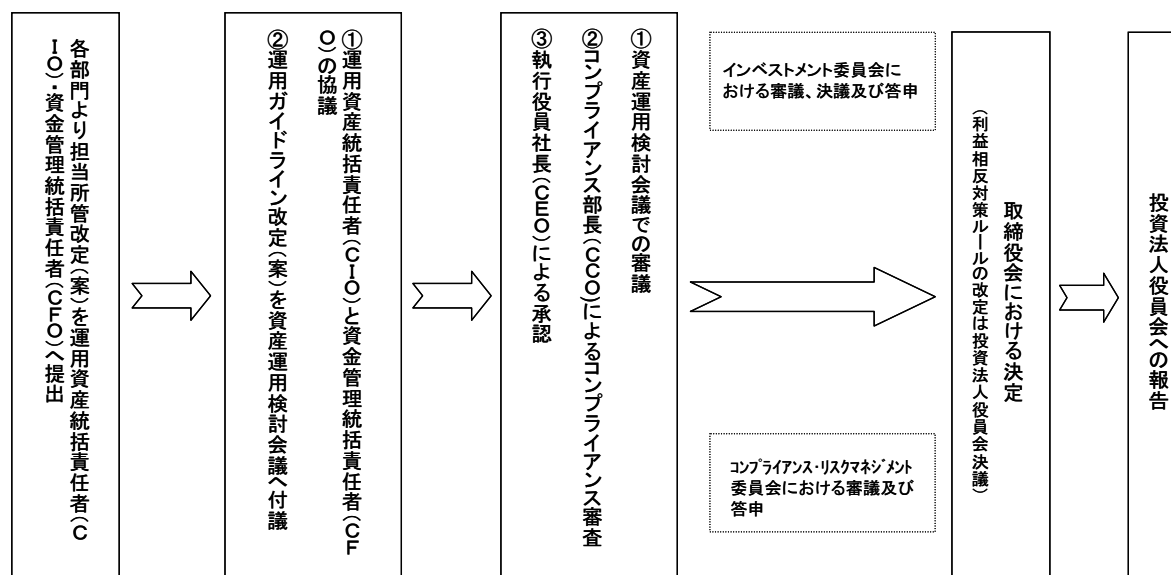 各部門より担当所管改定(案)を運用資産統括責任者(C
IO)・資金管理統括責任者(CFO)へ提出
①運用資産統括責任者(CIO)と資金管理統括責任者(CF
O)の協議
②運用ガイドライン改定(案)を資産運用検討会議へ付議
①資産運用検討会議での審議
②コンプライアンス部長(CCO)によるコンプライアンス審査
③執行役員社長(CEO)による承認
インベストメント委員会に
おける審議、決議及び答申
コンプライアンス・リスクマネジメント
委員会における審議及び
答申
取締役会における決定
(利益相反対策ルールの改定は投資法人役員会決議)
投資法人役員会への報告